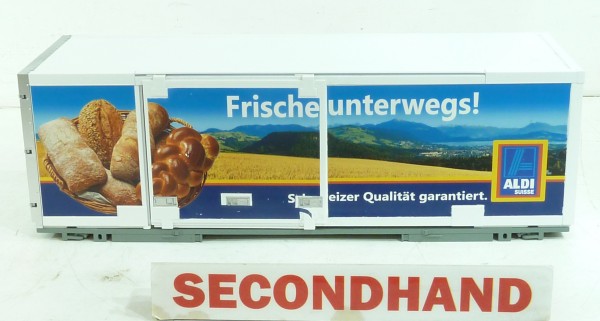 Frische unterwegs!
Schweizer Qualität garantiert.
ALDI
SUISSE
SECONDHAND